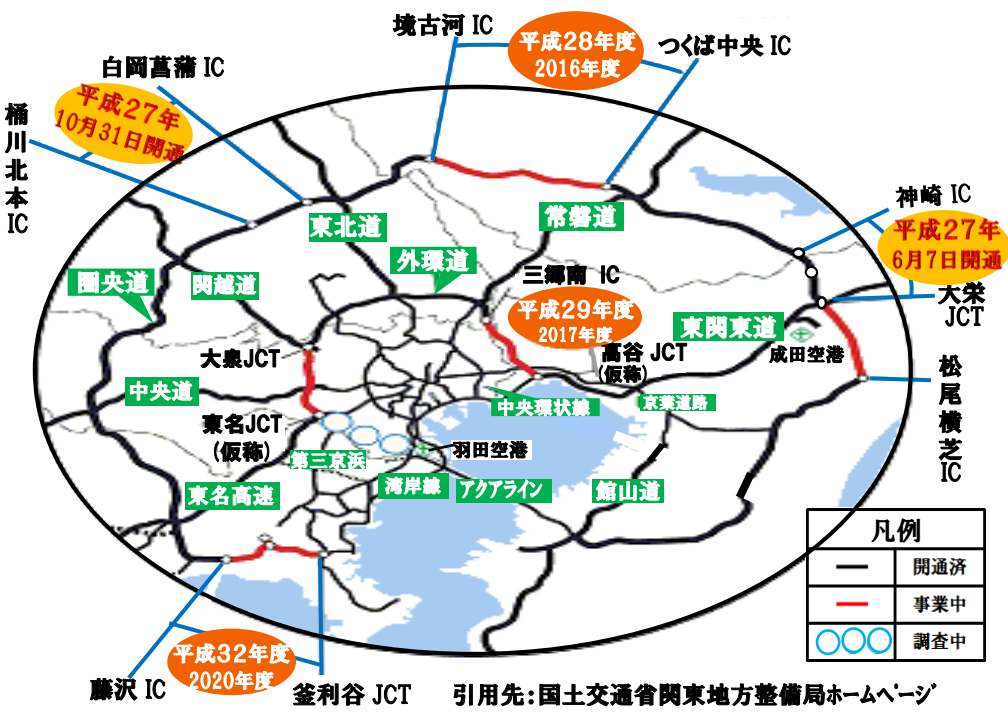 境古河 IC
平成28年度
2016年度
つくば中央 IC
白岡菖蒲 IC
平成27年
10月31日開通
桶川北本IC
神崎 IC
平成27年
6月7日開通
大栄
JCT
東北道
常磐道
外環道
圏央道
関越道
三郷南 IC
平成29年度
2017年度
東関東道
成田空港
大泉JCT
高谷 JCT
(仮称)
松尾横芝IC
中央道
中央環状線
京葉道路
東名JCT
(仮称)
第三京浜
羽田空港
東名高速
湾岸線
アクアライン
館山道
凡例
開通済
事業中
調査中
平成32年度
2020年度
藤沢 IC
釜利谷 JCT
引用先:国土交通省関東地方整備局ホームページ